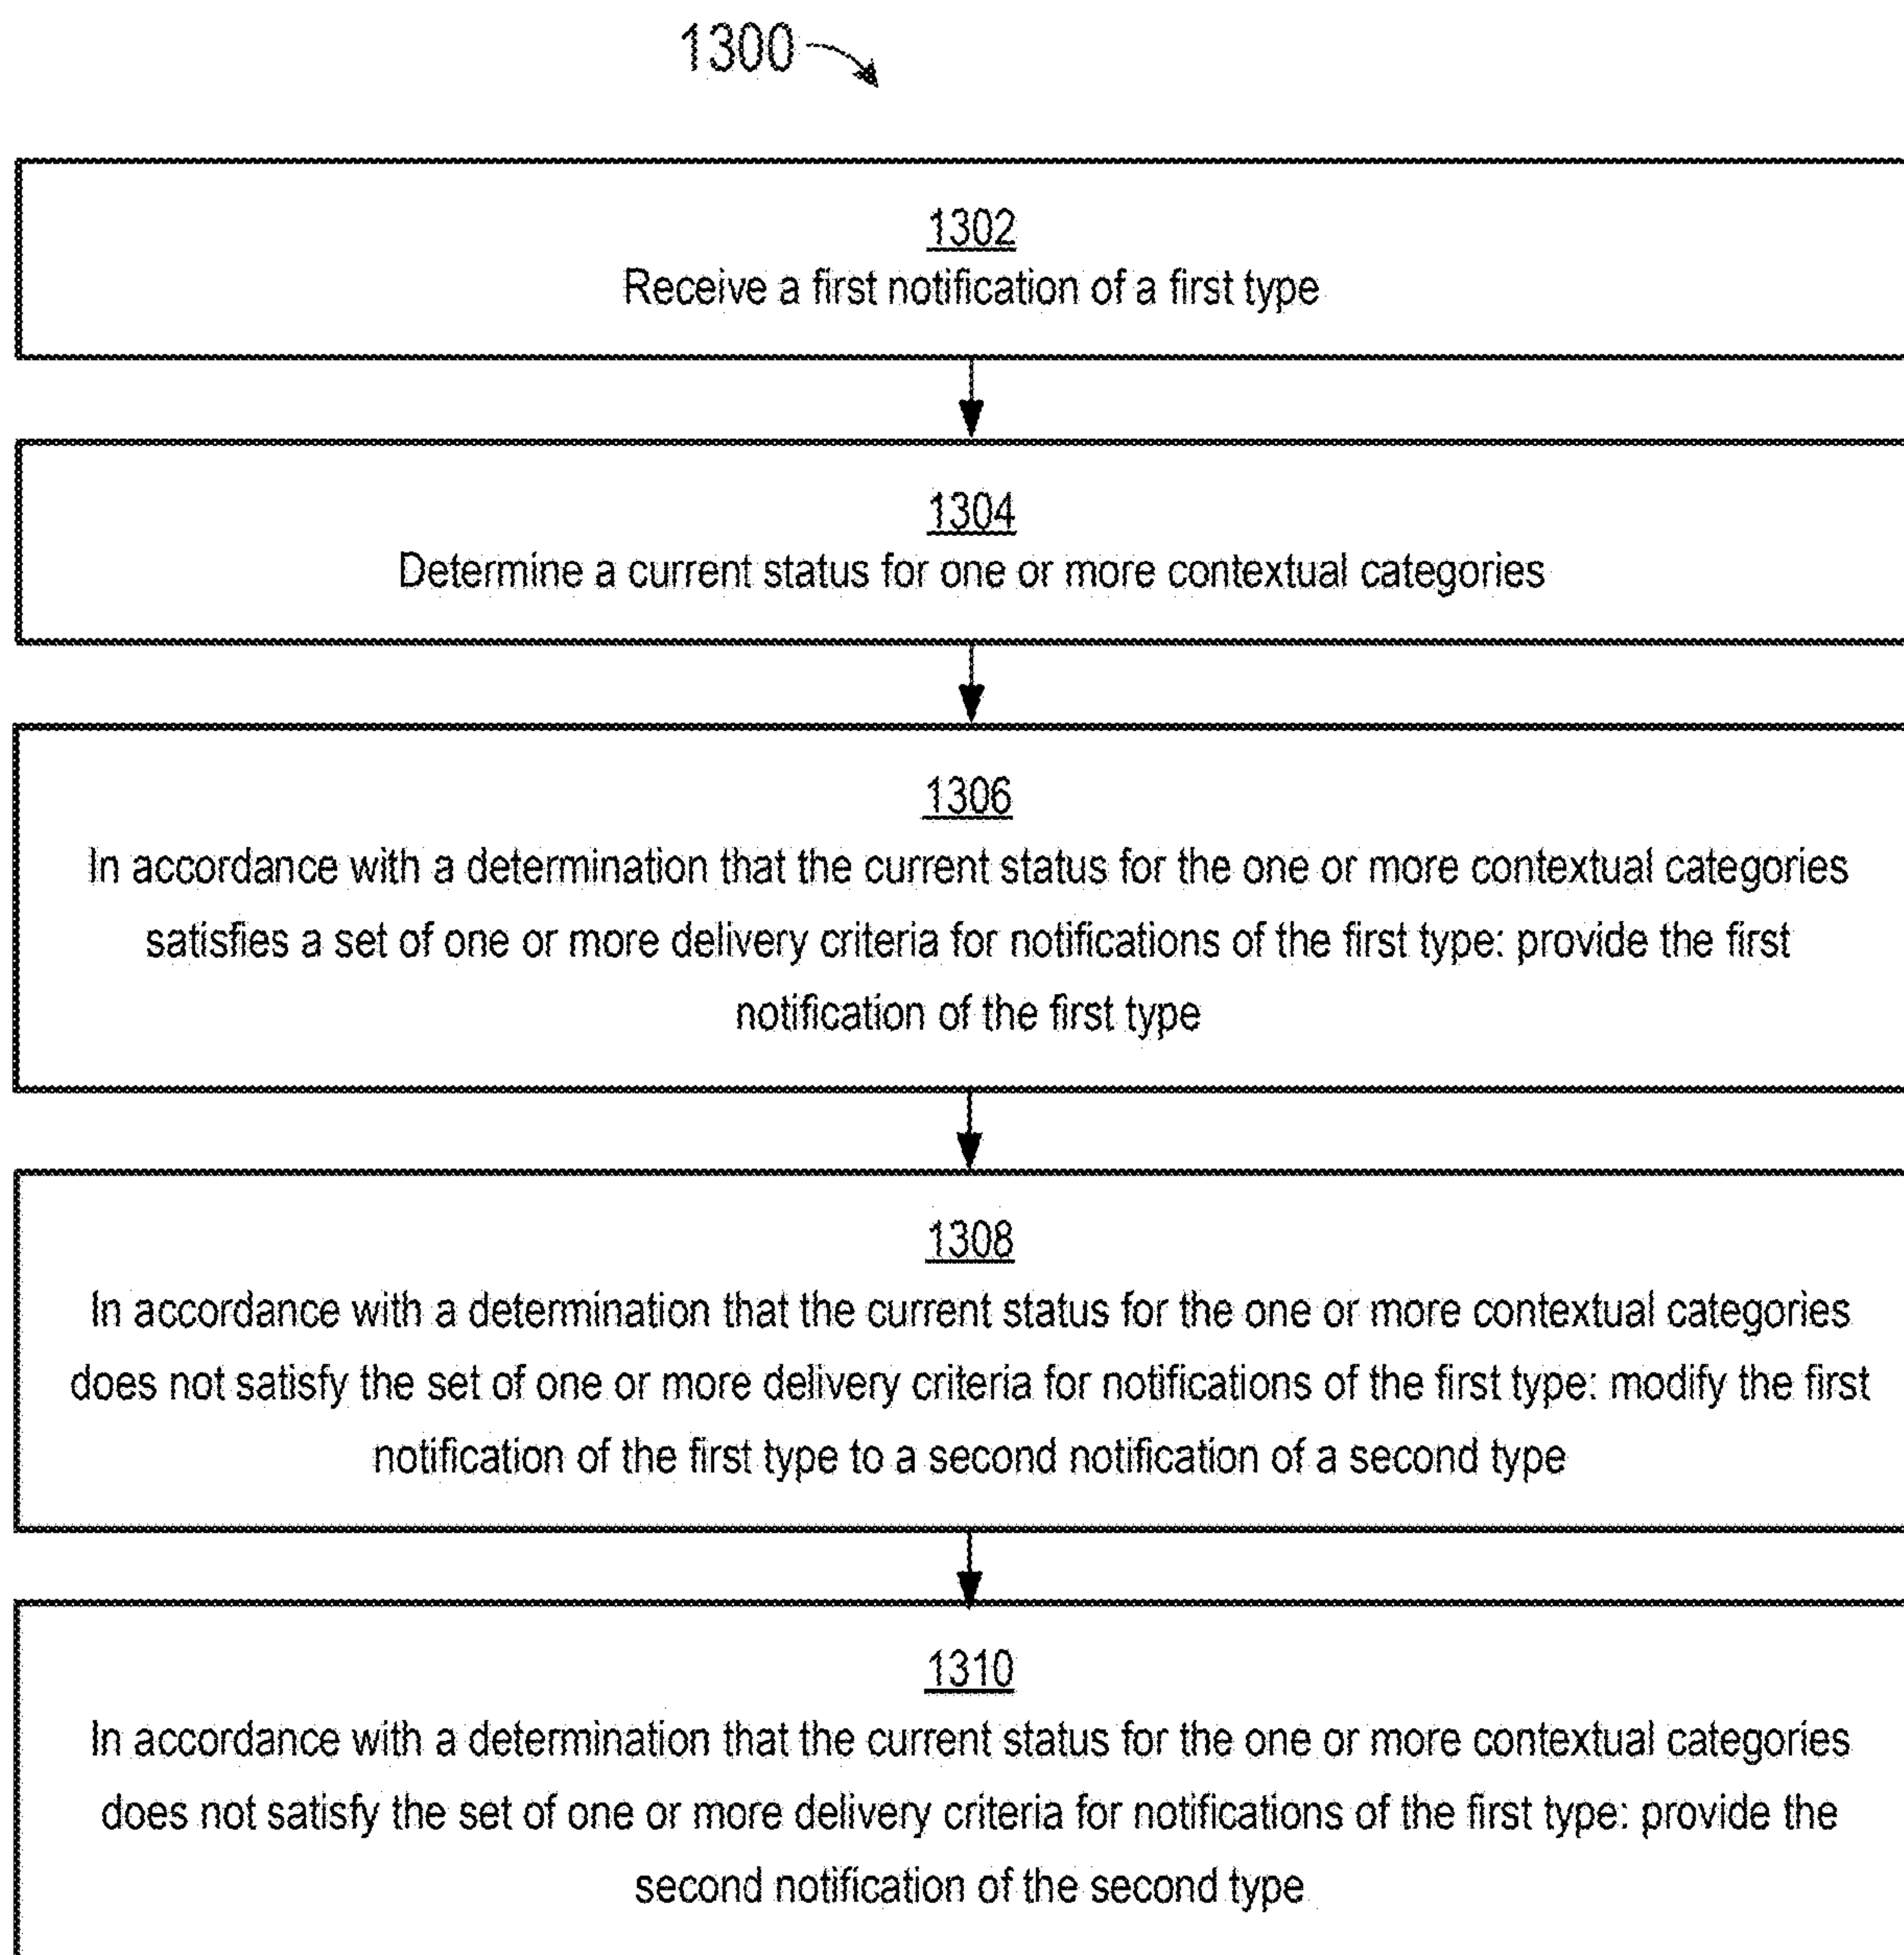 1300
1302
Receive a first notification of a first type
1304
Determine a current status for one or more contextual categories
1306
In accordance with a determination that the current status for the one or more contextual categories
satisfies a set of one or more delivery criteria for notifications of the first type: provide the first
notification of the first type
1308
In accordance with a determination that the current status for the one or more contextual categories
does not satisfy the set of one or more delivery criteria for notifications of the first type: modify the first
notification of the first type to a second notification of a second type
1310
In accordance with a determination that the current status for the one or more contextual categories
does not satisfy the set of one or more delivery criteria for notifications of the first type: provide the
second notification of the second type